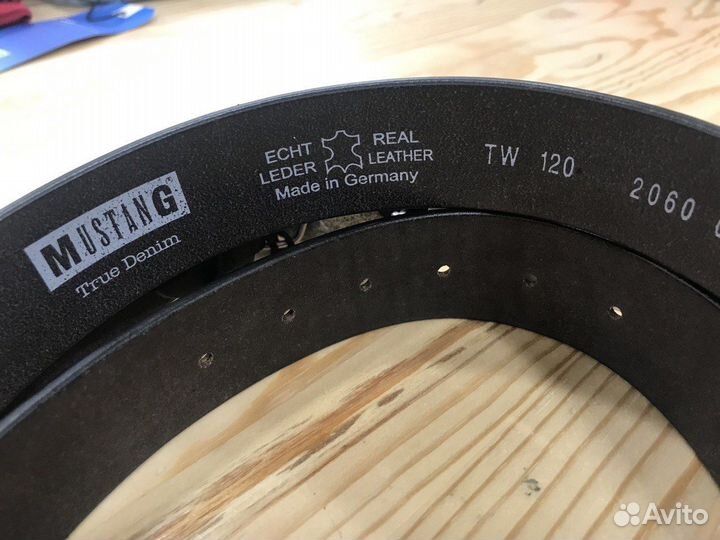 MUSTANG
True Denim
ECHT LEDER
REAL LEATHER
Made in Germany
TW 120 2060
Avito